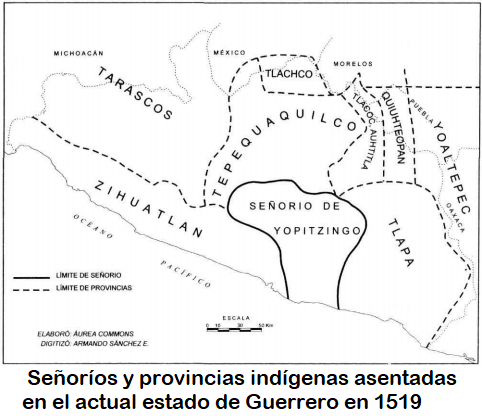 MICHOACÁN
MÉXICO
MORELOS
PUEBLA
OAXACA
TARASCOS
TLACHCO
TEPEQUAQUILCO
TLACOCAUHTITLA
QUIUHTEOPAN
YOALTEPEC
ZIHUATLAN
SEÑORIO DE
YOPITZINGO
TLAPA
OCÉANO
PACÍFICO
LÍMITE DE SEÑORIO
LÍMITE DE PROVINCIAS
ESCALA
0 10 20 30 50 Km
ELABORÓ: ÁUREA COMMONS
DIGITIZÓ: ARMANDO SÁNCHEZ E.
Señoríos y provincias indígenas asentadas
en el actual estado de Guerrero en 1519